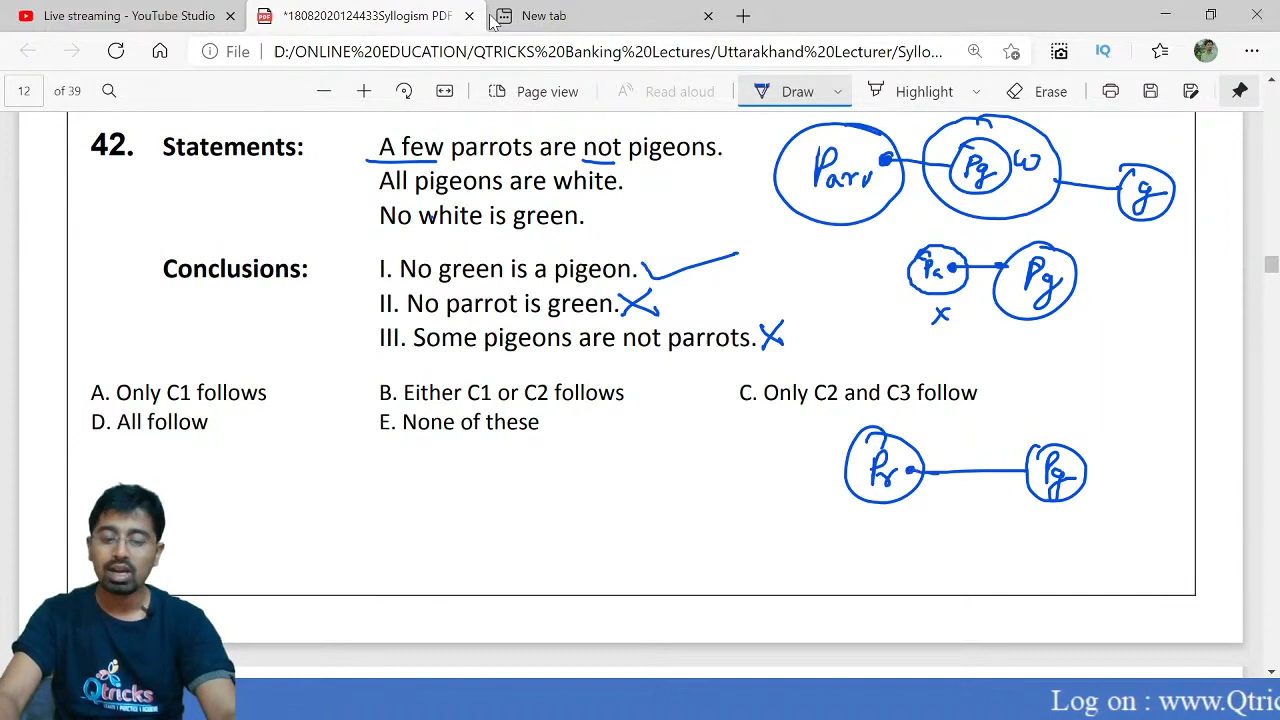 Live streaming - YouTube Studio
*18082020124433Syllogism PDF
New tab
File
D:/ONLINE%20EDUCATION/QTRICKS%20Banking%20Lectures/Uttarakhand%20Lecturer/Syllo...
IQ
12 of 39
Page view
Read aloud
Draw
Highlight
Erase
42. Statements: A few parrots are not pigeons.
All pigeons are white.
No white is green.
Parr Pg W g
Conclusions: I. No green is a pigeon.
II. No parrot is green.
III. Some pigeons are not parrots.
Pa Pg
A. Only C1 follows B. Either C1 or C2 follows C. Only C2 and C3 follow
D. All follow E. None of these
Pr Pg
Qtricks
Log on : www.Qtric